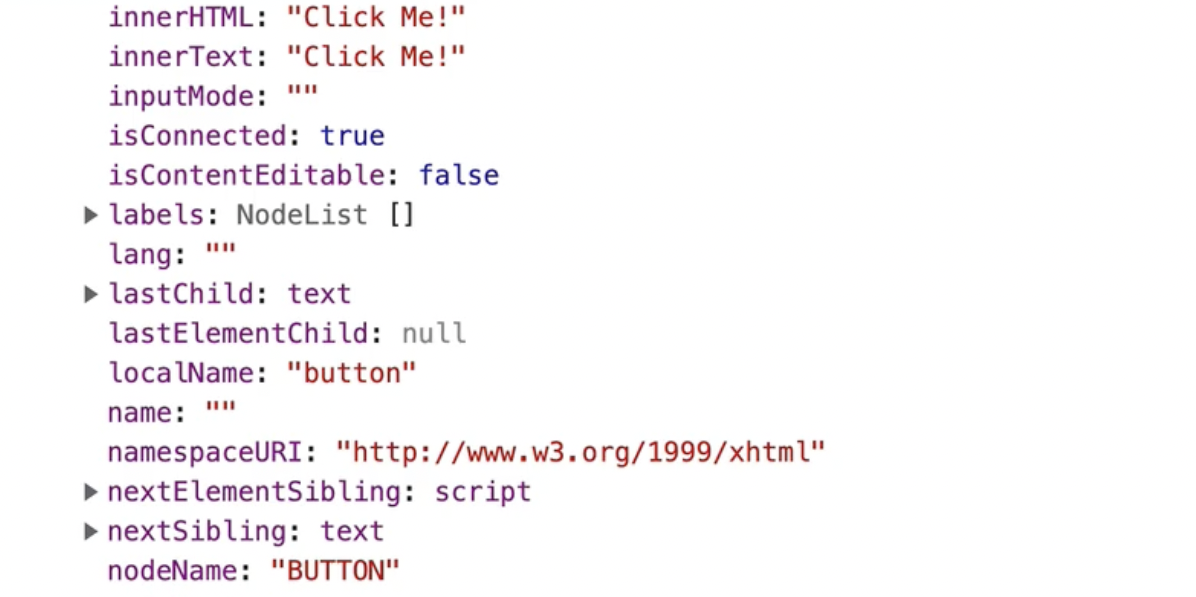 innerHTML: "Click Me!"
innerText: "Click Me!"
inputMode: ""
isConnected: true
isContentEditable: false
labels: NodeList []
lang: ""
lastChild: text
lastElementChild: null
localName: "button"
name: ""
namespaceURI: "http://www.w3.org/1999/xhtml"
nextElementSibling: script
nextSibling: text
nodeName: "BUTTON"